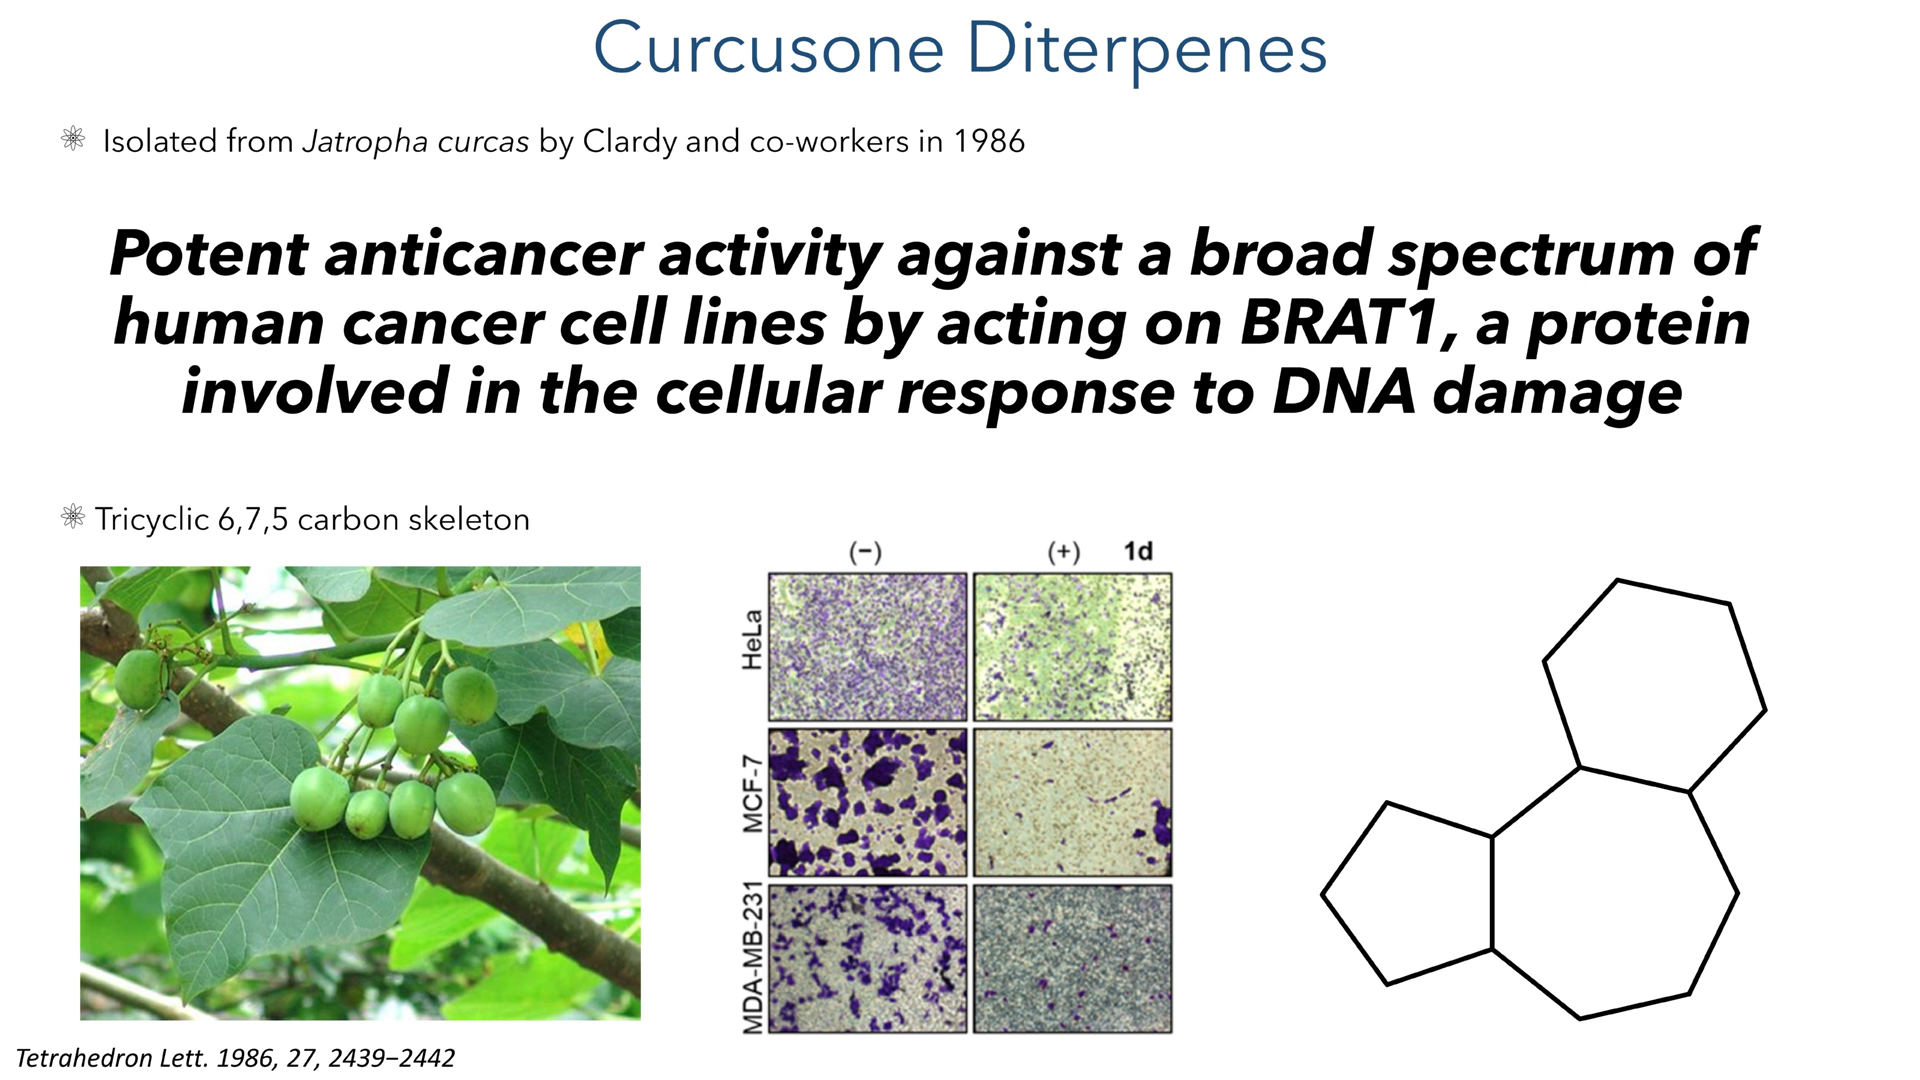 Curcusone Diterpenes
Isolated from Jatropha curcas by Clardy and co-workers in 1986
Potent anticancer activity against a broad spectrum of
human cancer cell lines by acting on BRAT1, a protein
involved in the cellular response to DNA damage
Tricyclic 6,7,5 carbon skeleton
(−) (+) 1d
HeLa
MCF-7
MDA-MB-231
Tetrahedron Lett. 1986, 27, 2439−2442